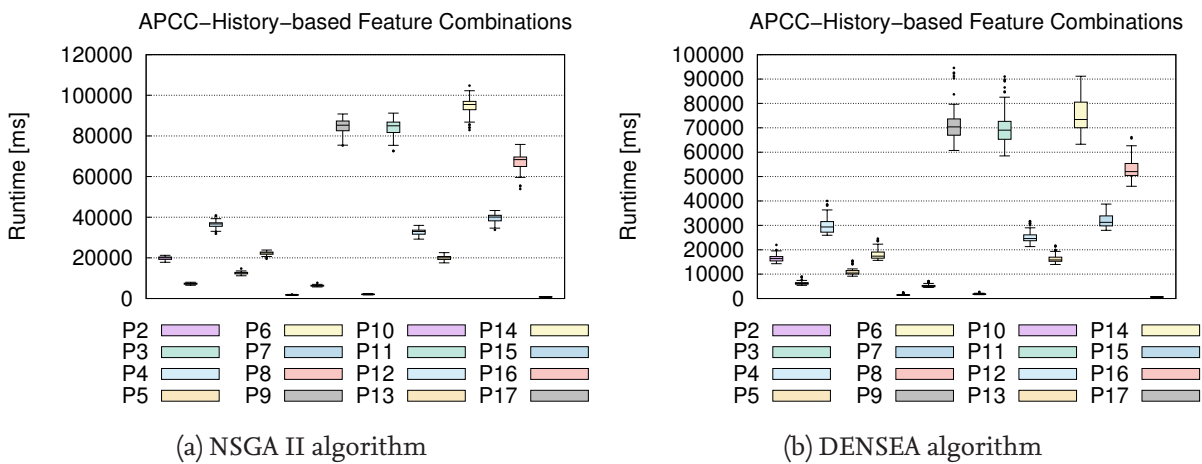 APCC−History−based Feature Combinations
120000
100000
80000
60000
40000
20000
0
Runtime [ms]
P2 P6 P10 P14
P3 P7 P11 P15
P4 P8 P12 P16
P5 P9 P13 P17
(a) NSGA II algorithm
APCC−History−based Feature Combinations
100000
90000
80000
70000
60000
50000
40000
30000
20000
10000
0
Runtime [ms]
P2 P6 P10 P14
P3 P7 P11 P15
P4 P8 P12 P16
P5 P9 P13 P17
(b) DENSEA algorithm